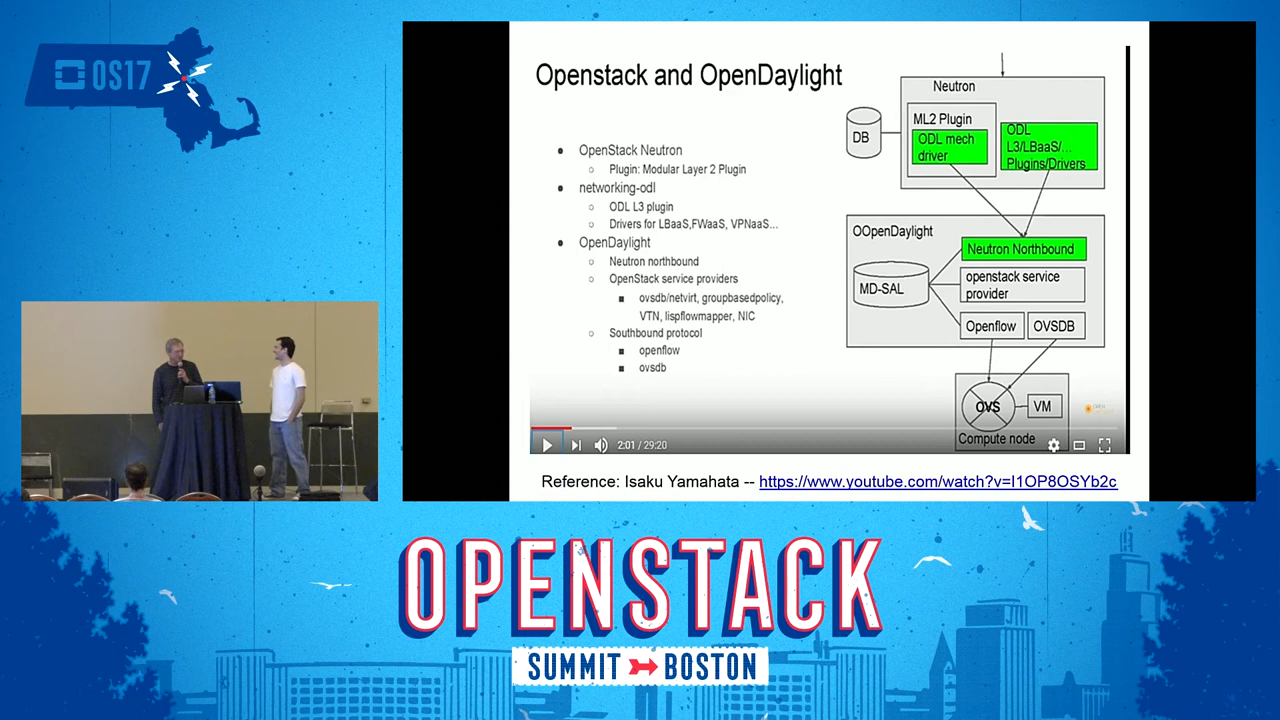 OS17
Openstack and OpenDaylight
OpenStack Neutron
Plugin: Modular Layer 2 Plugin
networking-odl
ODL L3 plugin
Drivers for LBaaS,FWaaS, VPNaaS...
OpenDaylight
Neutron northbound
OpenStack service providers
ovsdb/netvirt, groupbasedpolicy,
VTN, lispflowmapper, NIC
Southbound protocol
openflow
ovsdb
Neutron
DB
ML2 Plugin
ODL mech
driver
ODL
L3/LBaaS/...
Plugins/Drivers
OOpenDaylight
Neutron Northbound
MD-SAL
openstack service
provider
Openflow
OVSDB
OVS
VM
Compute node
2:01 / 29:20
Reference: Isaku Yamahata -- https://www.youtube.com/watch?v=I1OP8OSYb2c
OPENSTACK
SUMMIT BOSTON